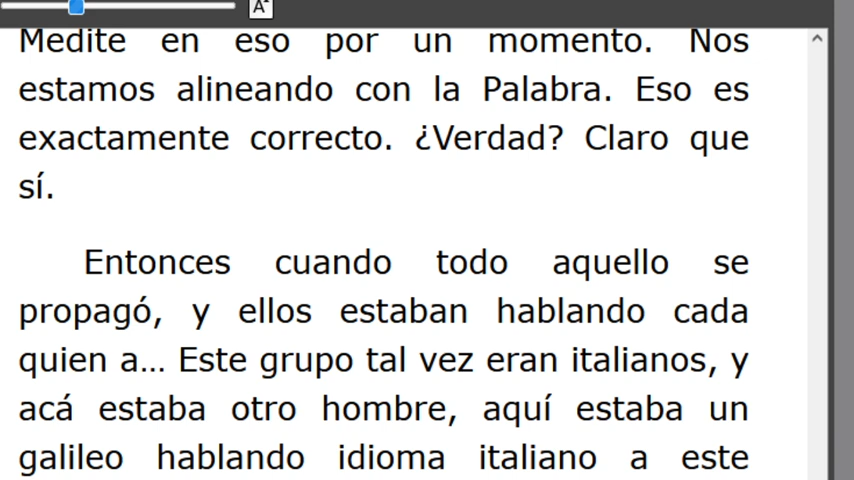 A
Medite en eso por un momento. Nos
estamos alineando con la Palabra. Eso es
exactamente correcto. ¿Verdad? Claro que
sí.
Entonces cuando todo aquello se
propagó, y ellos estaban hablando cada
quien a... Este grupo tal vez eran italianos, y
acá estaba otro hombre, aquí estaba un
galileo hablando idioma italiano a este